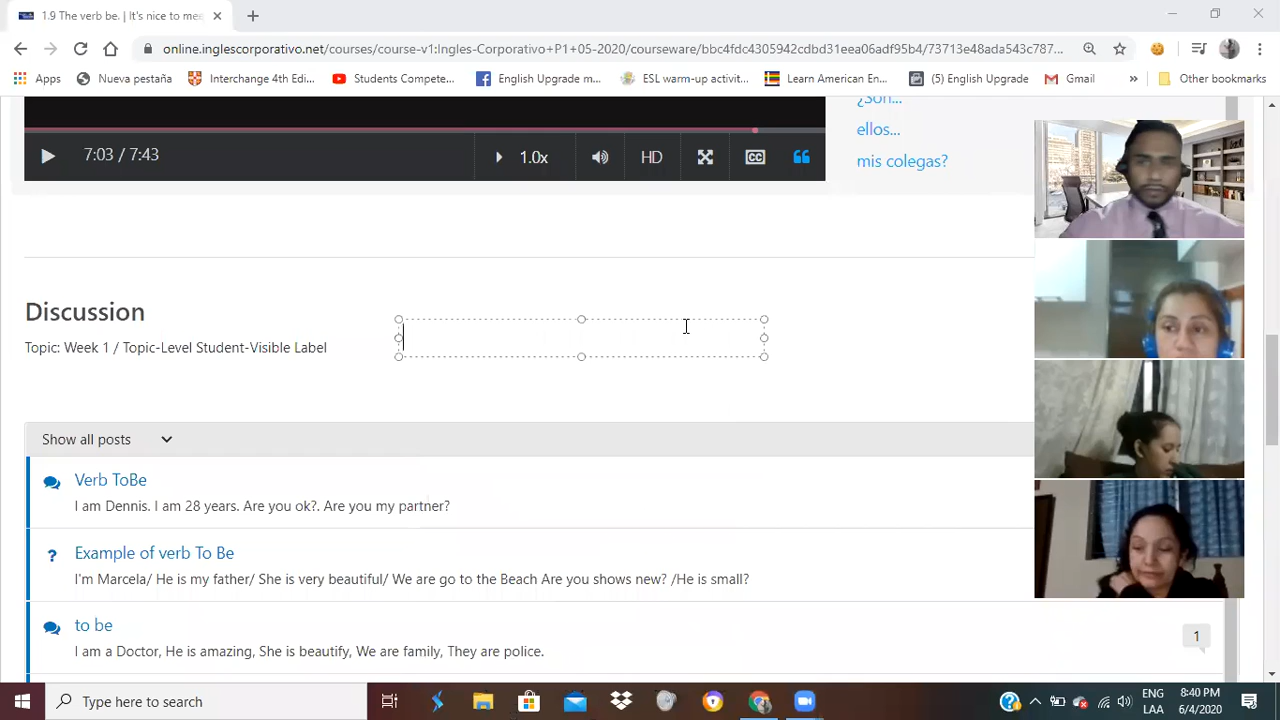 1.9 The verb be. | It's nice to mee
online.inglescorporativo.net/courses/course-v1:Ingles-Corporativo+P1+05-2020/courseware/bbc4fdc4305942cdbd31eea06adf95b4/73713e48ada543c787...
Apps
Nueva pestaña
Interchange 4th Edi...
Students Compete...
English Upgrade m...
ESL warm-up activit...
Learn American En...
(5) English Upgrade
Gmail
»
Other bookmarks
¿Son...
ellos...
mis colegas?
7:03 / 7:43
1.0x
HD
CC
Discussion
Topic: Week 1 / Topic-Level Student-Visible Label
Show all posts
Verb ToBe
I am Dennis. I am 28 years. Are you ok?. Are you my partner?
Example of verb To Be
I'm Marcela/ He is my father/ She is very beautiful/ We are go to the Beach Are you shows new? /He is small?
to be
1
I am a Doctor, He is amazing, She is beautify, We are family, They are police.
Type here to search
ENG
LAA
8:40 PM
6/4/2020